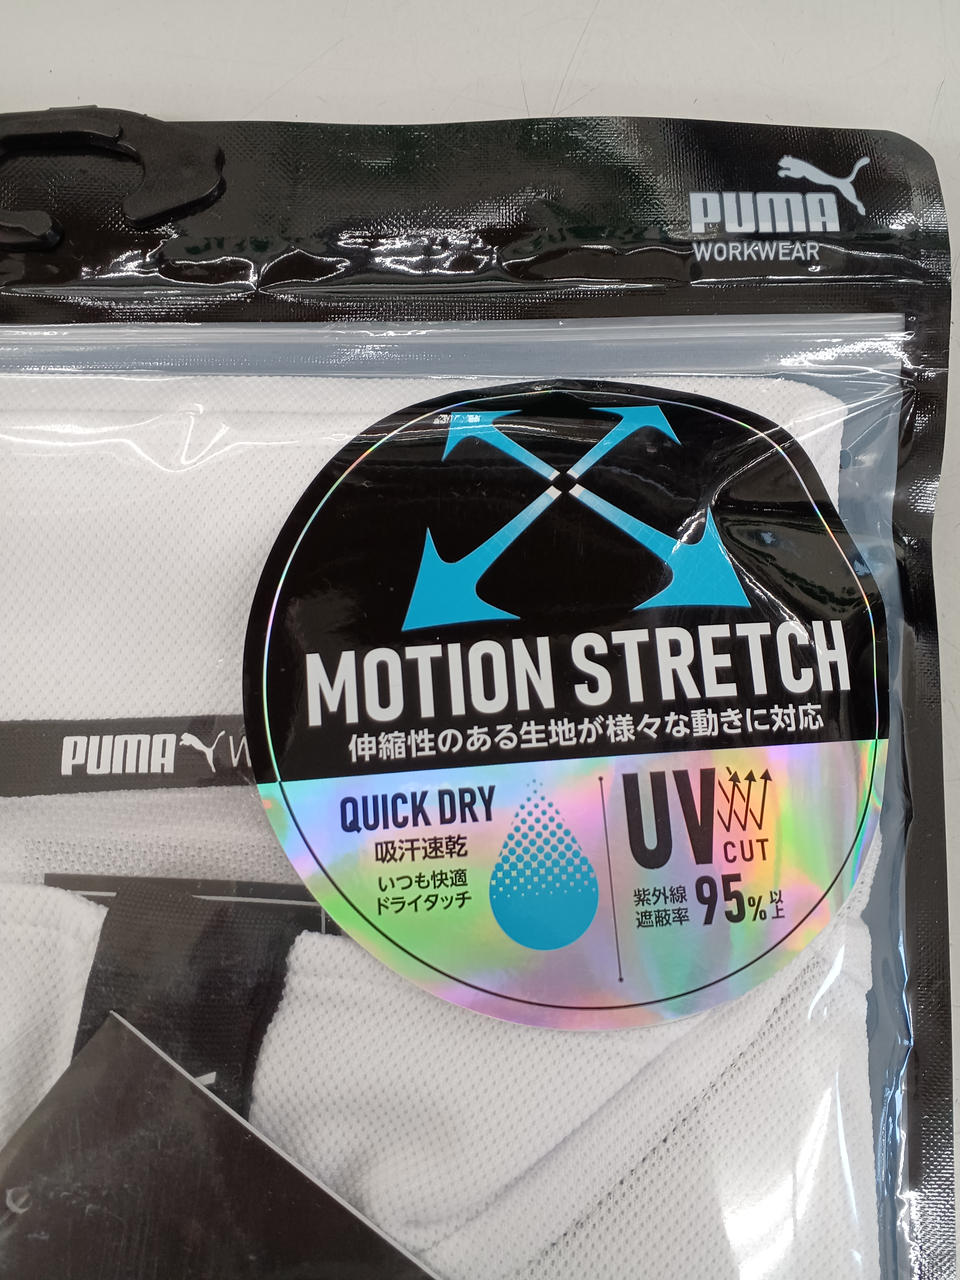 PUMA
WORKWEAR
MOTION STRETCH
伸縮性のある生地が様々な動きに対応
PUMA W
QUICK DRY
吸汗速乾
いつも快適
ドライタッチ
UV
CUT
紫外線
遮蔽率
95%以上